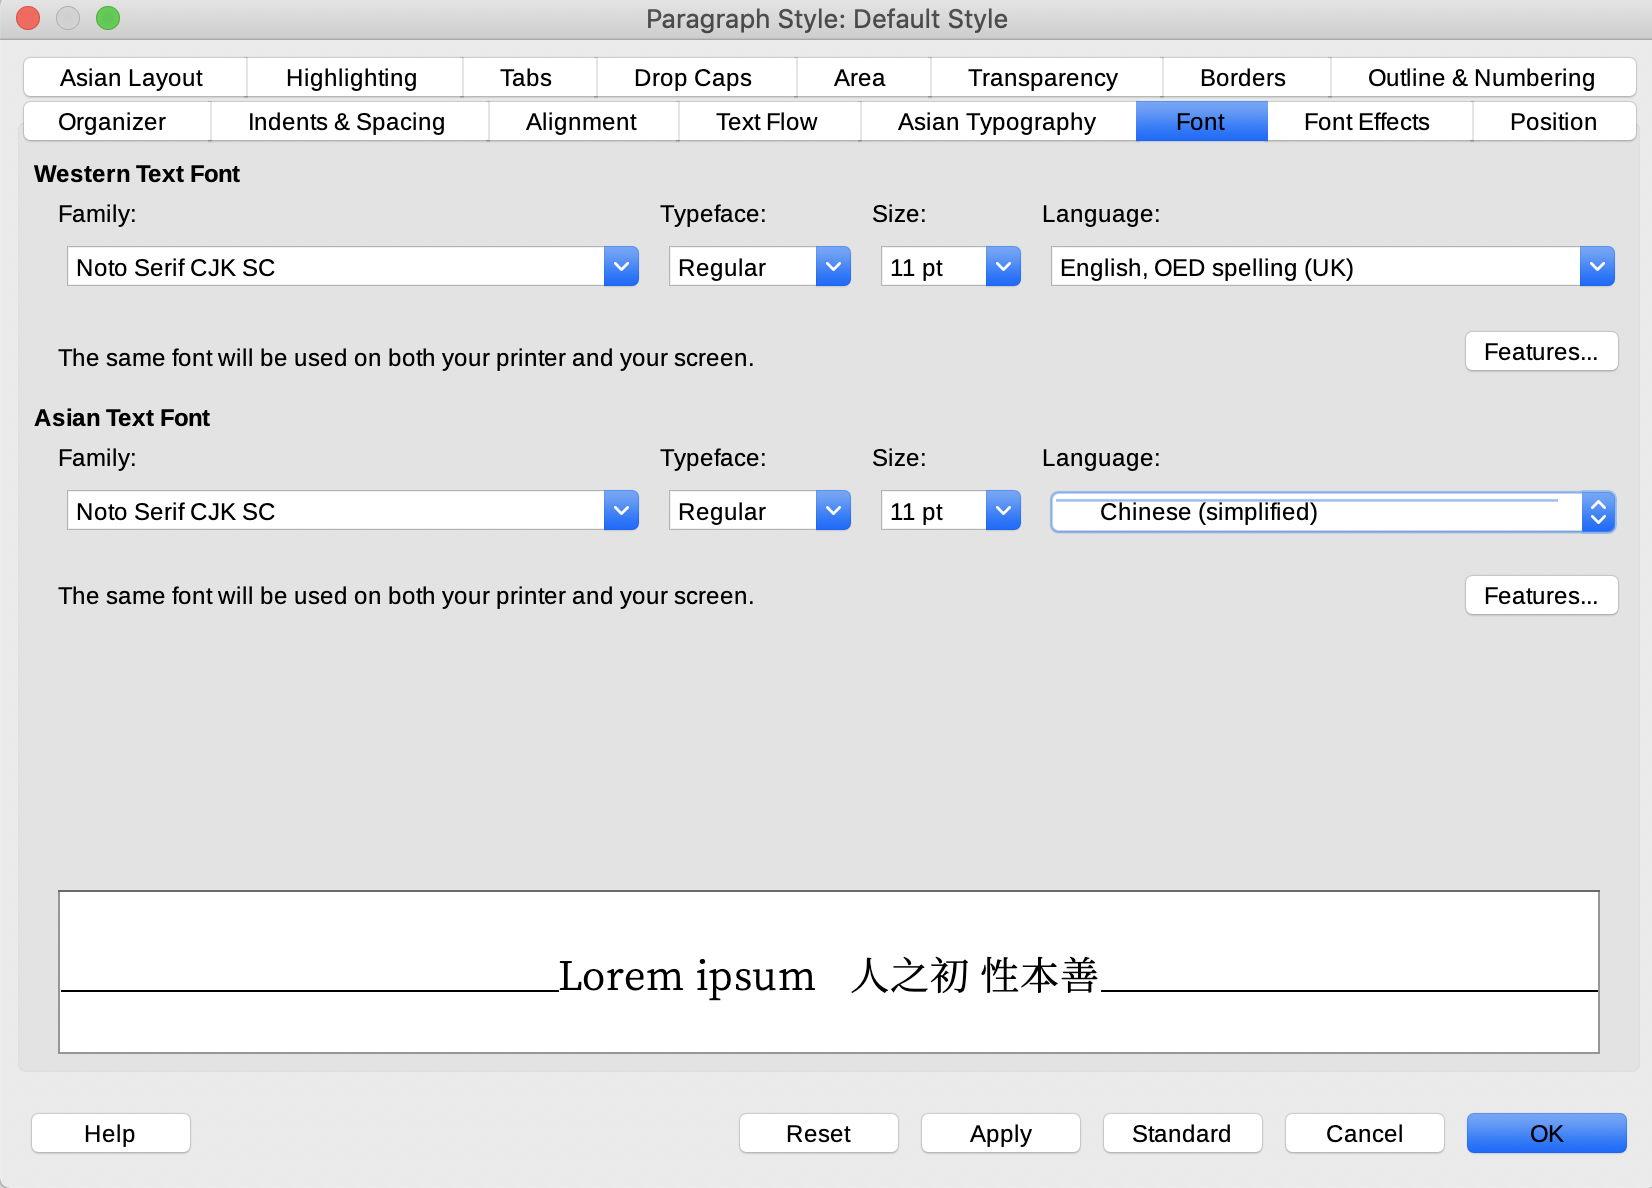 Paragraph Style: Default Style
Asian Layout Highlighting Tabs Drop Caps Area Transparency Borders Outline & Numbering
Organizer Indents & Spacing Alignment Text Flow Asian Typography Font Font Effects Position
Western Text Font
Family: Typeface: Size: Language:
Noto Serif CJK SC Regular 11 pt English, OED spelling (UK)
The same font will be used on both your printer and your screen. Features...
Asian Text Font
Family: Typeface: Size: Language:
Noto Serif CJK SC Regular 11 pt Chinese (simplified)
The same font will be used on both your printer and your screen. Features...
Lorem ipsum 人之初 性本善
Help Reset Apply Standard Cancel OK